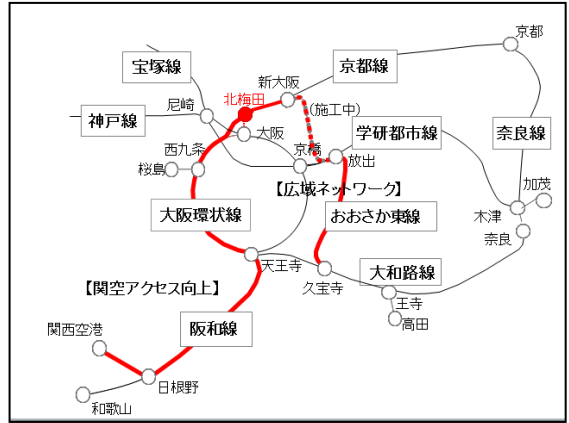 京都
宝塚線
京都線
新大阪
北梅田
尼崎
(施工中)
神戸線
大阪
学研都市線
奈良線
西九条
京橋
放出
桜島
【広域ネットワーク】
加茂
大阪環状線
おおさか東線
木津
奈良
天王寺
大和路線
【関空アクセス向上】
久宝寺
王寺
関西空港
阪和線
高田
日根野
和歌山